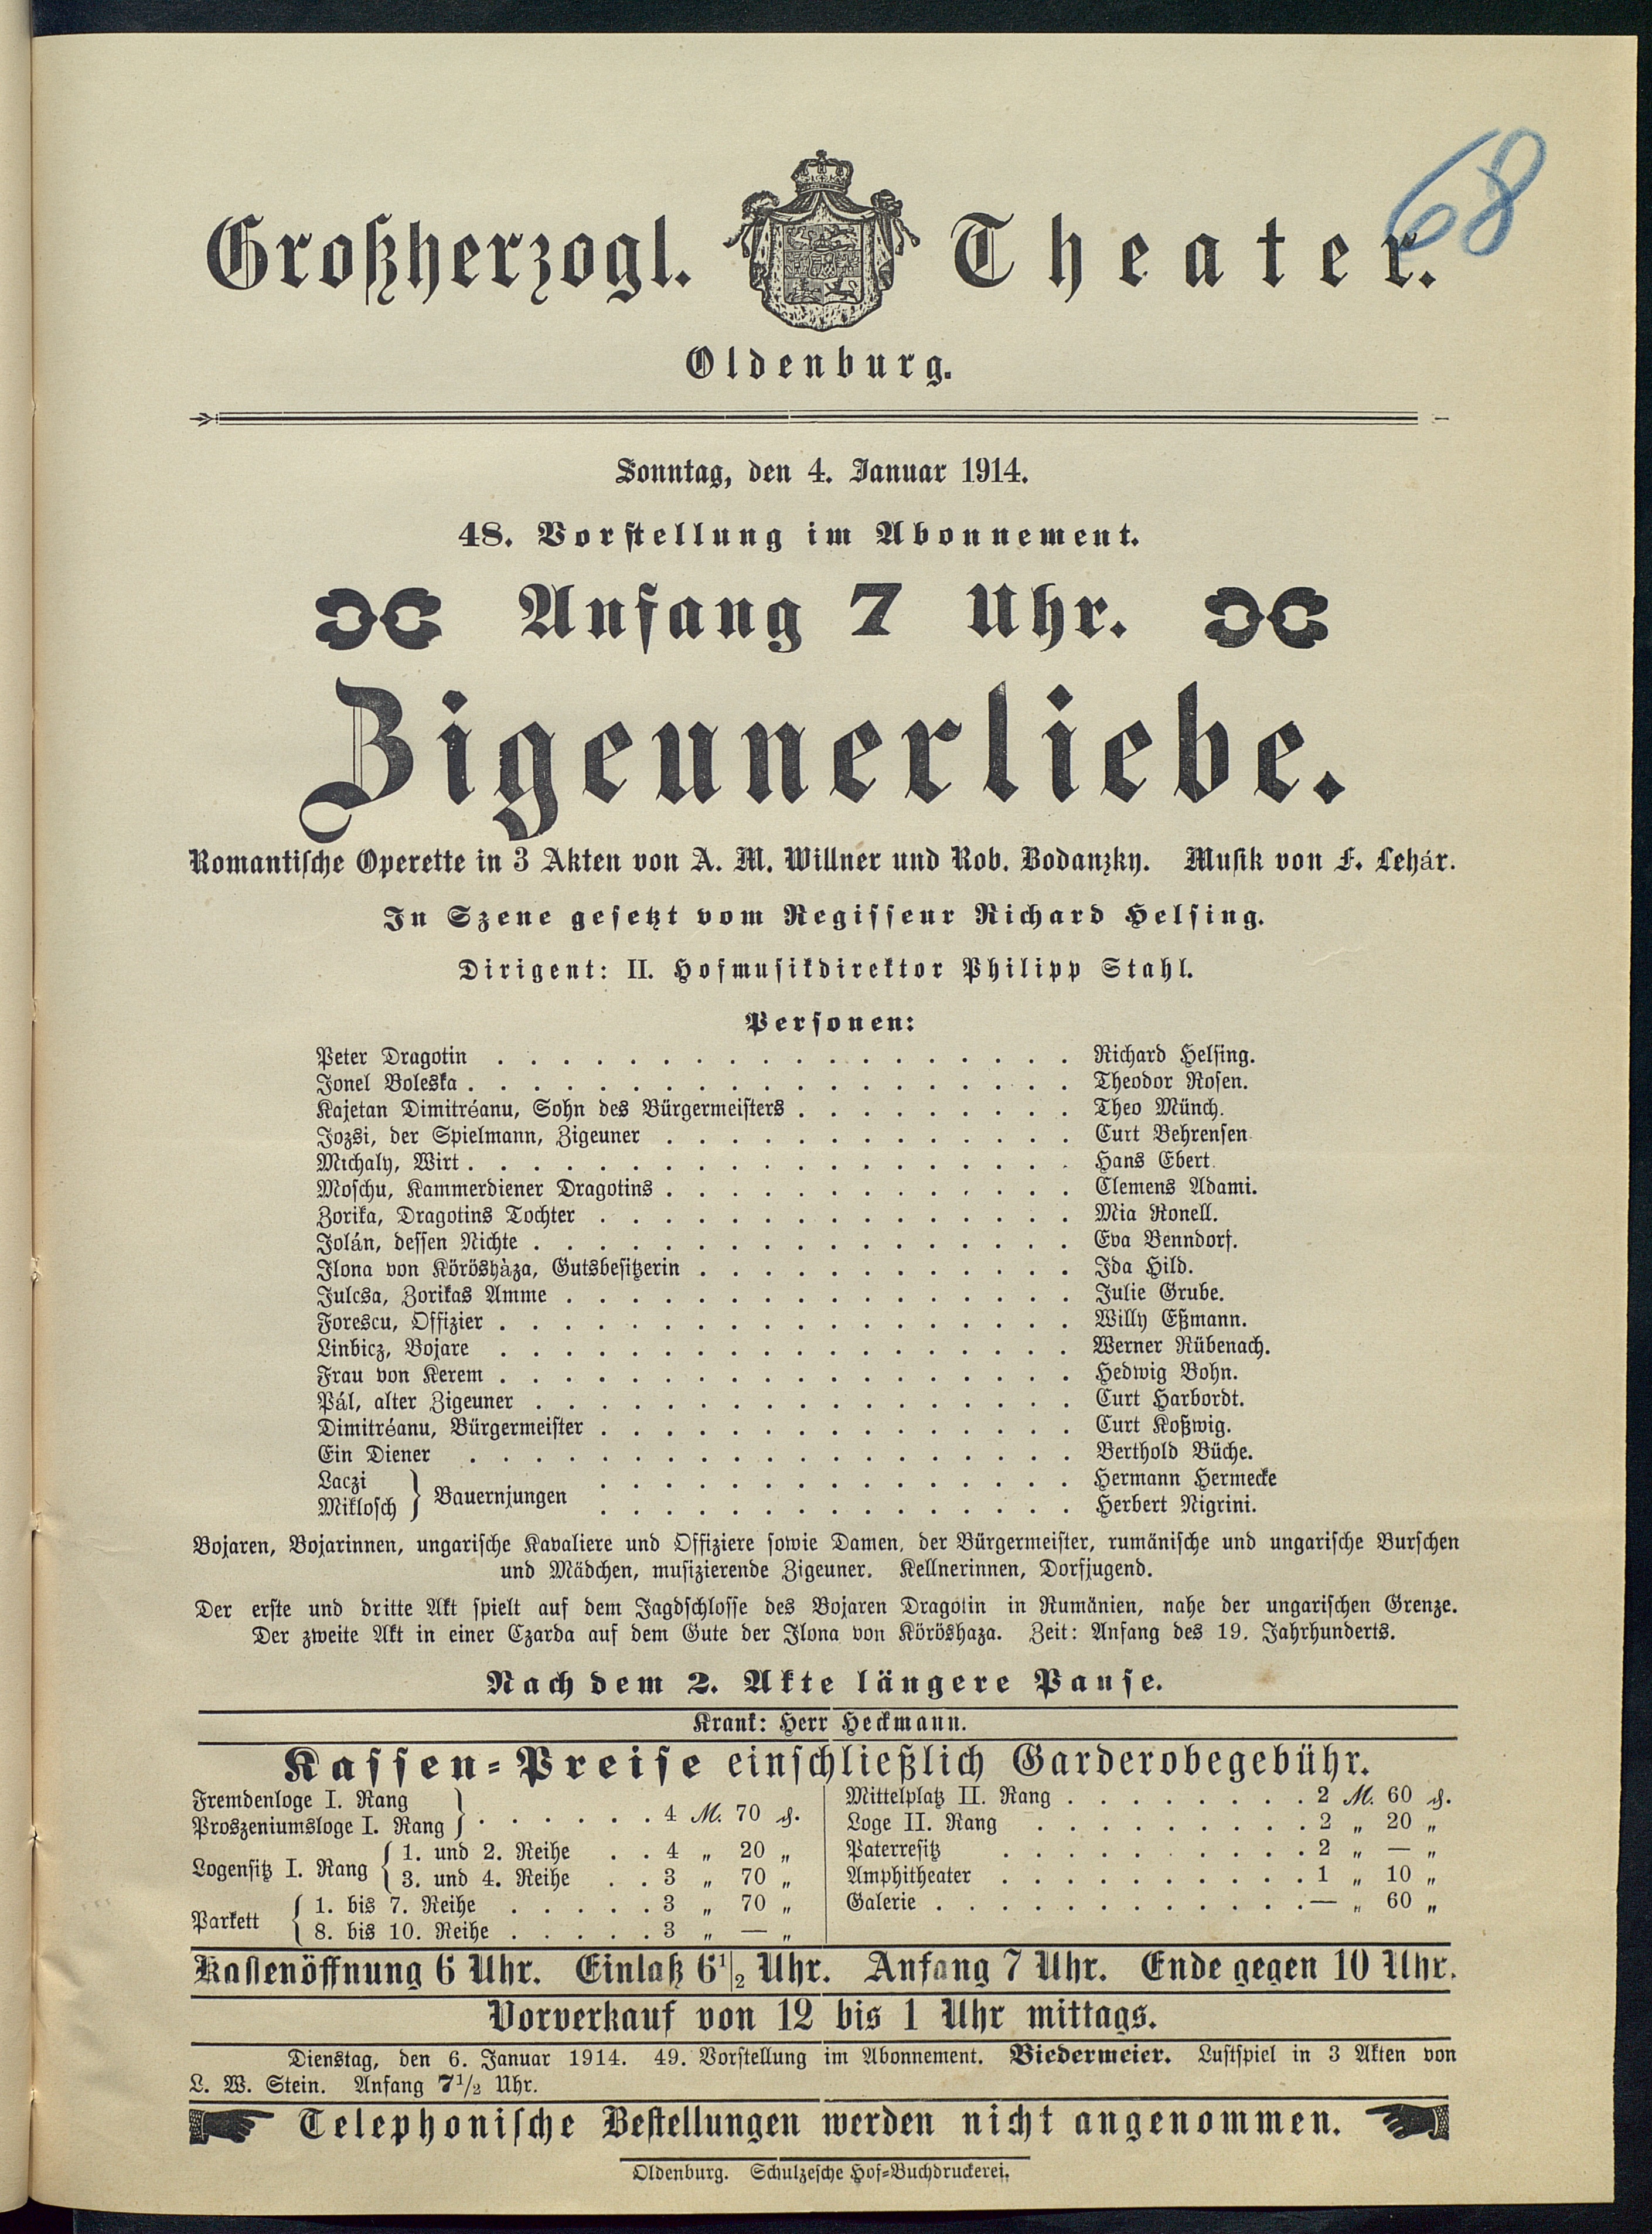 68
Großherzogl. Theater.
Oldenburg.
Sonntag, den 4. Januar 1914.
48. Vorstellung im Abonnement.
Anfang 7 Uhr.
Zigeunerliebe.
Romantische Operette in 3 Akten von A. M. Willner und Rob. Bodanzky. Musik von F. Lehár.
In Szene gesetzt vom Regisseur Richard Helsing.
Dirigent: II. Hofmusikdirektor Philipp Stahl.
Personen:
Peter Dragotin . . . . . . . . . . . . . . . . . . Richard Helsing.
Jonel Boleska . . . . . . . . . . . . . . . . . . . Theodor Rosen.
Kajetan Dimitréanu, Sohn des Bürgermeisters . . . . . . . . . Theo Münch.
Jozsi, der Spielmann, Zigeuner . . . . . . . . . . . . . Curt Behrensen.
Michaly, Wirt . . . . . . . . . . . . . . . . . . . Hans Ebert.
Moschu, Kammerdiener Dragotins . . . . . . . . . . . . . Clemens Adami.
Zorika, Dragotins Tochter . . . . . . . . . . . . . . . Mia Ronell.
Jolán, dessen Nichte . . . . . . . . . . . . . . . . . Eva Benndorf.
Ilona von Köröshàza, Gutsbesitzerin . . . . . . . . . . . . Ida Hild.
Julcsa, Zorikas Amme . . . . . . . . . . . . . . . . Julie Grube.
Forescu, Offizier . . . . . . . . . . . . . . . . . . Willy Eßmann.
Linbicz, Bojare . . . . . . . . . . . . . . . . . . Werner Rübenach.
Frau von Kerem . . . . . . . . . . . . . . . . . . Hedwig Bohn.
Pál, alter Zigeuner . . . . . . . . . . . . . . . . . Curt Harbordt.
Dimitréanu, Bürgermeister . . . . . . . . . . . . . . . Curt Koßwig.
Ein Diener . . . . . . . . . . . . . . . . . . . Berthold Büche.
Laczi . . . . . . . . . . . . . . . Hermann Hermecke
} Bauernjungen
Miklosch . . . . . . . . . . . . . . . Herbert Nigrini.
Bojaren, Bojarinnen, ungarische Kavaliere und Offiziere sowie Damen, der Bürgermeister, rumänische und ungarische Burschen
und Mädchen, musizierende Zigeuner. Kellnerinnen, Dorfjugend.
Der erste und dritte Akt spielt auf dem Jagdschlosse des Bojaren Dragotin in Rumänien, nahe der ungarischen Grenze.
Der zweite Akt in einer Czarda auf dem Gute der Ilona von Köröshaza. Zeit: Anfang des 19. Jahrhunderts.
Nach dem 2. Akte längere Pause.
Krank: Herr Heckmann.
Kassen-Preise einschließlich Garderobegebühr.
Fremdenloge I. Rang
Proszeniumsloge I. Rang } . . . . . . 4 M. 70 ₰.
Logensitz I. Rang { 1. und 2. Reihe . . 4 „ 20 „
3. und 4. Reihe . . 3 „ 70 „
Parkett { 1. bis 7. Reihe . . . . . 3 „ 70 „
8. bis 10. Reihe . . . . . 3 „ — „
Mittelplatz II. Rang . . . . . . . . 2 M. 60 ₰.
Loge II. Rang . . . . . . . . . 2 „ 20 „
Paterresitz . . . . . . . . . . 2 „ — „
Amphitheater . . . . . . . . . . 1 „ 10 „
Galerie . . . . . . . . . . . . — „ 60 „
Kassenöffnung 6 Uhr. Einlaß 6 1/2 Uhr. Anfang 7 Uhr. Ende gegen 10 Uhr.
Vorverkauf von 12 bis 1 Uhr mittags.
Dienstag, den 6. Januar 1914. 49. Vorstellung im Abonnement. Biedermeier. Lustspiel in 3 Akten von
L. W. Stein. Anfang 7 1/2 Uhr.
Telephonische Bestellungen werden nicht angenommen.
Oldenburg. Schulzesche Hof-Buchdruckerei.